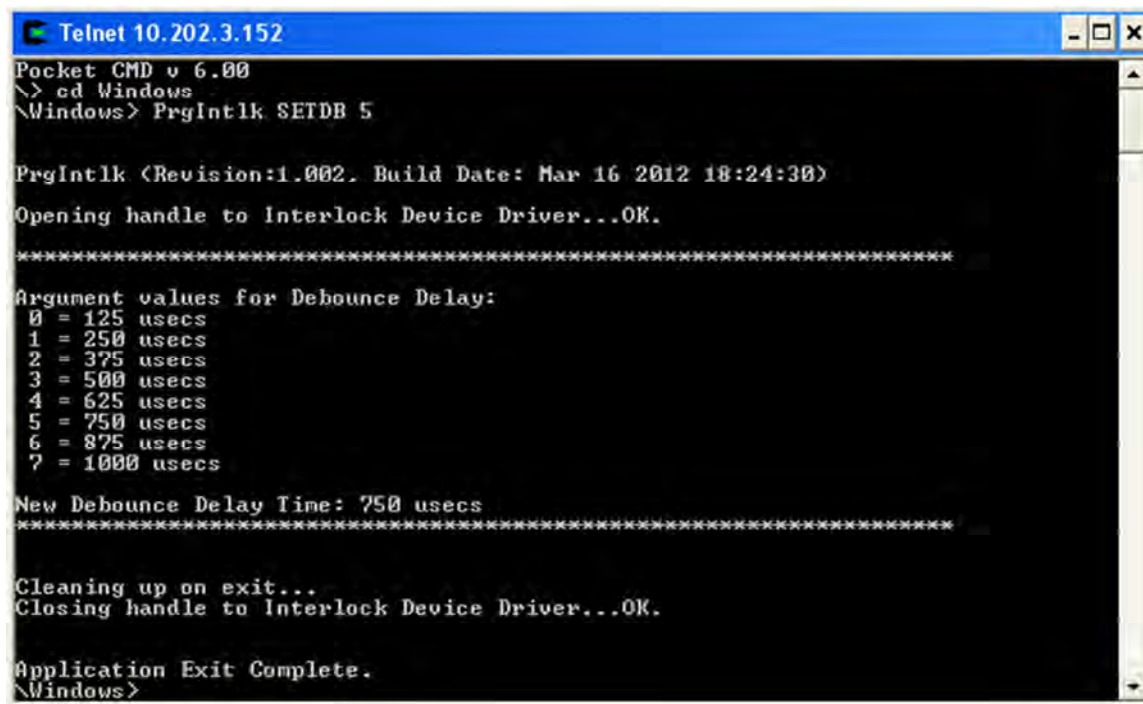 Telnet 10.202.3.152
Pocket CMD v 6.00
\> cd Windows
\Windows> PrgIntlk SETDB 5
PrgIntlk (Revision:1.002, Build Date: Mar 16 2012 18:24:30)
Opening handle to Interlock Device Driver...OK.
********************************************************************
Argument values for Debounce Delay:
0 = 125 usecs
1 = 250 usecs
2 = 375 usecs
3 = 500 usecs
4 = 625 usecs
5 = 750 usecs
6 = 875 usecs
7 = 1000 usecs
New Debounce Delay Time: 750 usecs
********************************************************************
Cleaning up on exit...
Closing handle to Interlock Device Driver...OK.
Application Exit Complete.
\Windows>